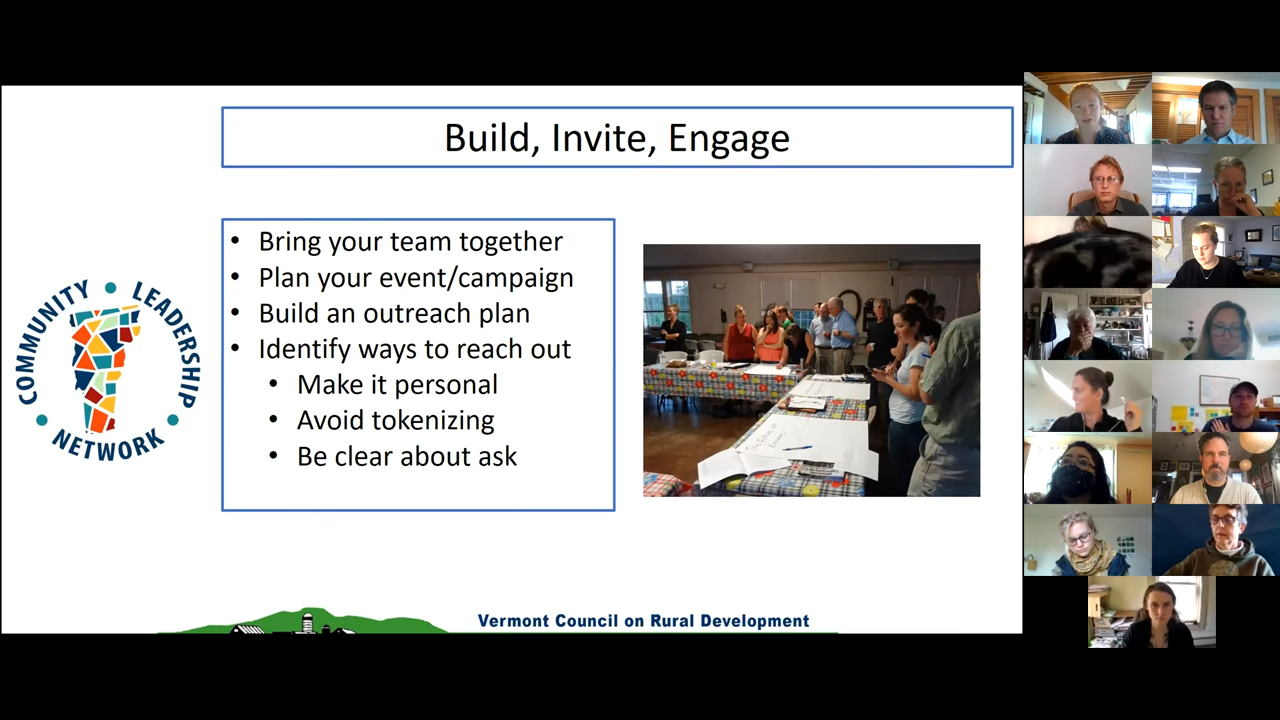 Build, Invite, Engage
• Bring your team together
• Plan your event/campaign
• Build an outreach plan
• Identify ways to reach out
• Make it personal
• Avoid tokenizing
• Be clear about ask
COMMUNITY • LEADERSHIP • NETWORK •
Vermont Council on Rural Development